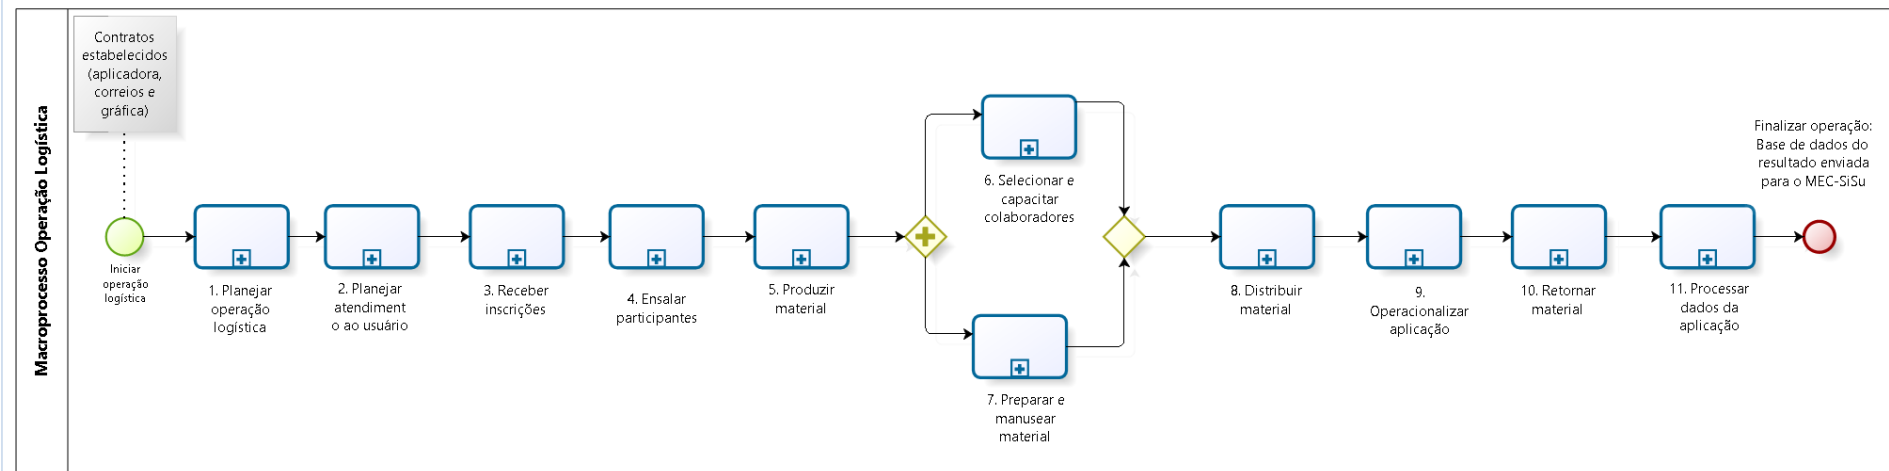 Macroprocesso Operação Logística
Contratos
estabelecidos
(aplicadora,
correios e
gráfica)
Iniciar
operação
logística
1. Planejar
operação
logística
2. Planejar
atendiment
o ao usuário
3. Receber
inscrições
4. Ensalar
participantes
5. Produzir
material
6. Selecionar e
capacitar
colaboradores
7. Preparar e
manusear
material
8. Distribuir
material
9.
Operacionalizar
aplicação
10. Retornar
material
11. Processar
dados da
aplicação
Finalizar operação:
Base de dados do
resultado enviada
para o MEC-SiSu